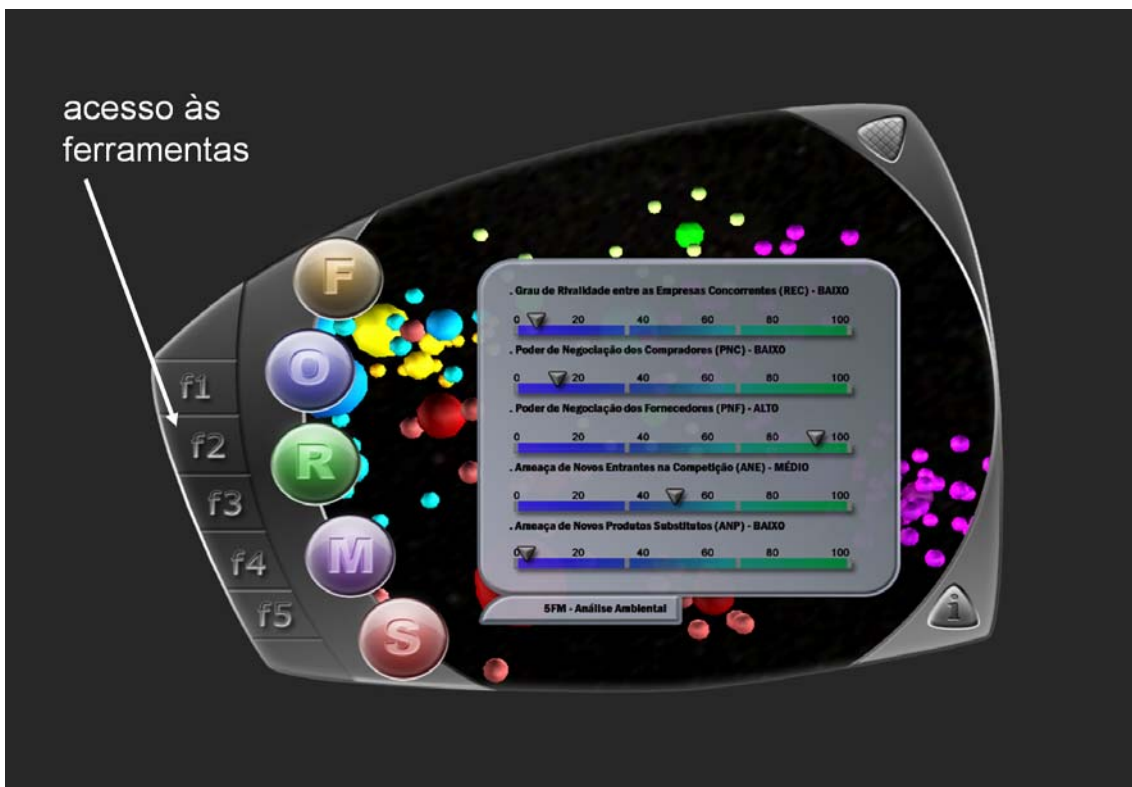 acesso às
ferramentas
F
O
R
M
S
f1
f2
f3
f4
f5
. Grau de Rivalidade entre as Empresas Concorrentes (REC) - BAIXO
0 20 40 60 80 100
. Poder de Negociação dos Compradores (PNC) - BAIXO
0 20 40 60 80 100
. Poder de Negociação dos Fornecedores (PNF) - ALTO
0 20 40 60 80 100
. Ameaça de Novos Entrantes na Competição (ANE) - MÉDIO
0 20 40 60 80 100
. Ameaça de Novos Produtos Substitutos (ANP) - BAIXO
0 20 40 60 80 100
5FM - Análise Ambiental
i